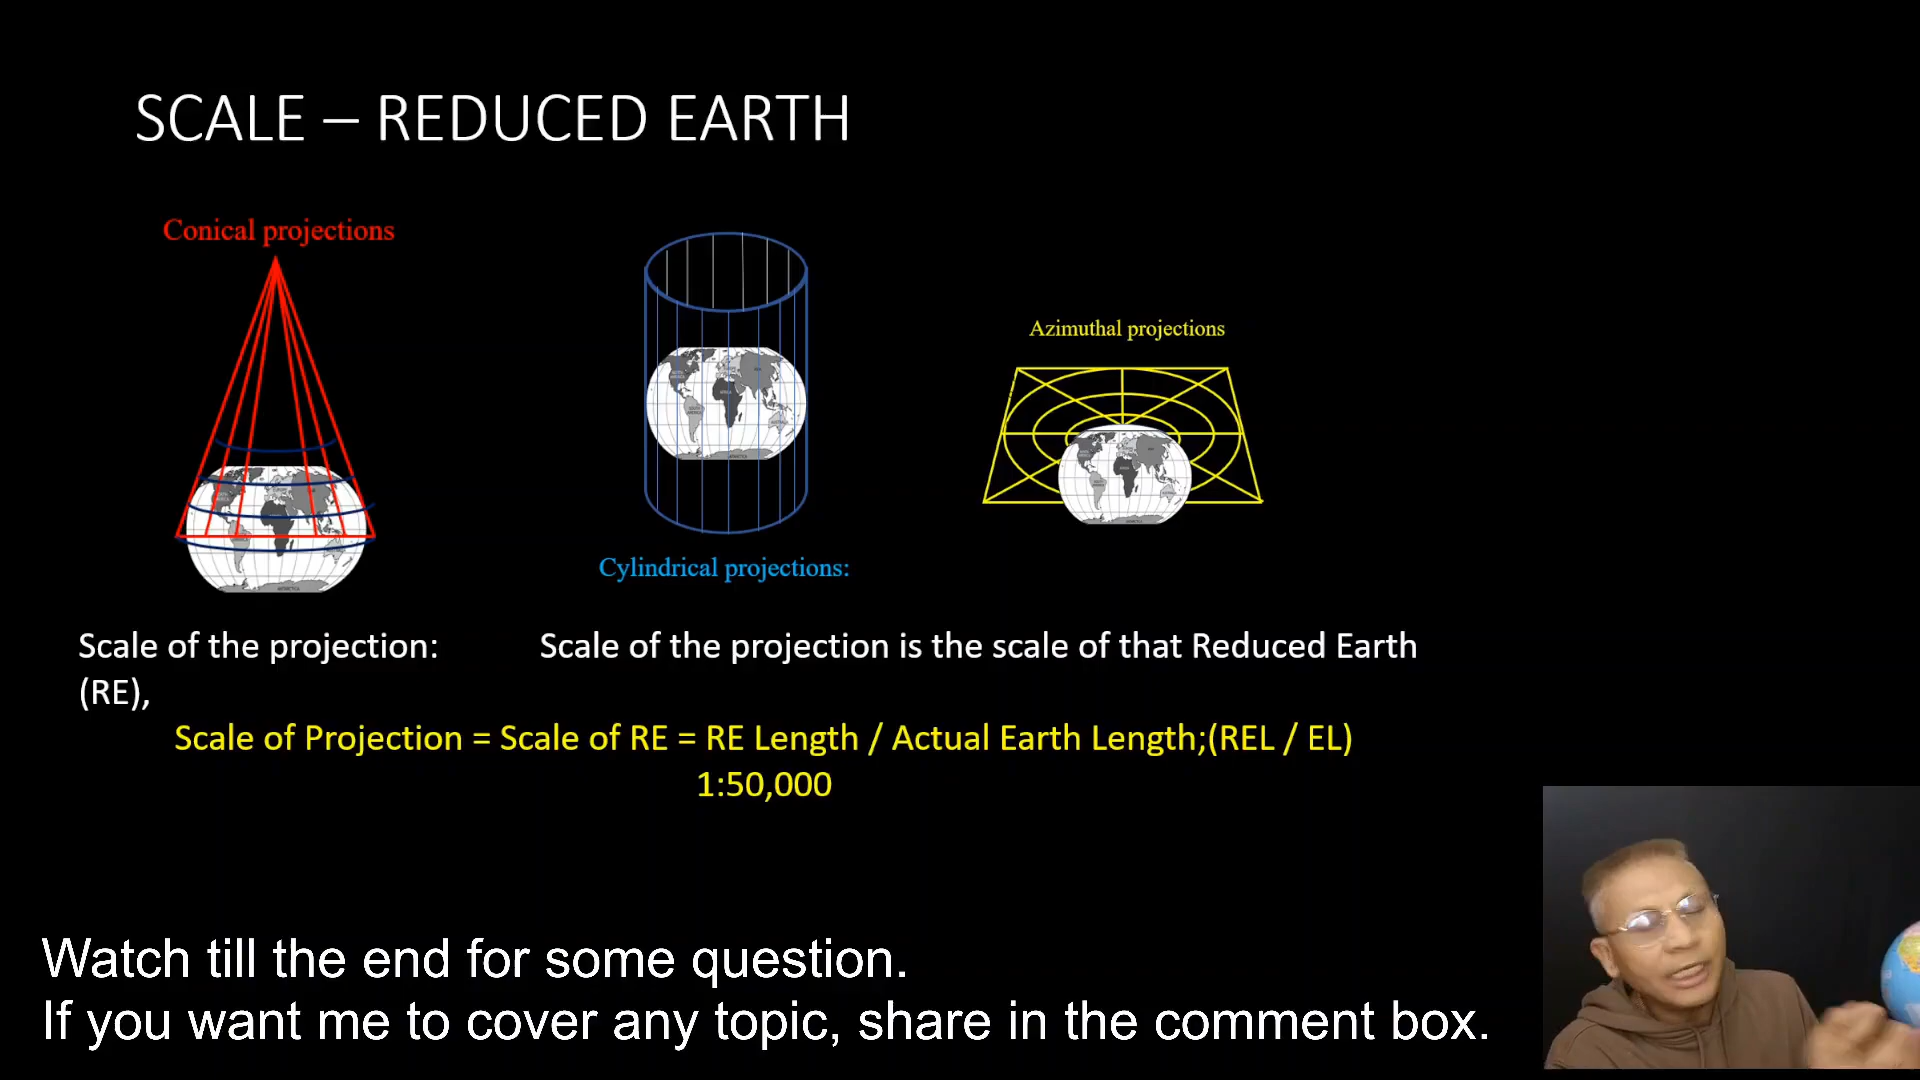 SCALE – REDUCED EARTH
Conical projections
Azimuthal projections
Cylindrical projections:
Scale of the projection: Scale of the projection is the scale of that Reduced Earth
(RE),
Scale of Projection = Scale of RE = RE Length / Actual Earth Length;(REL / EL)
1:50,000
Watch till the end for some question.
If you want me to cover any topic, share in the comment box.